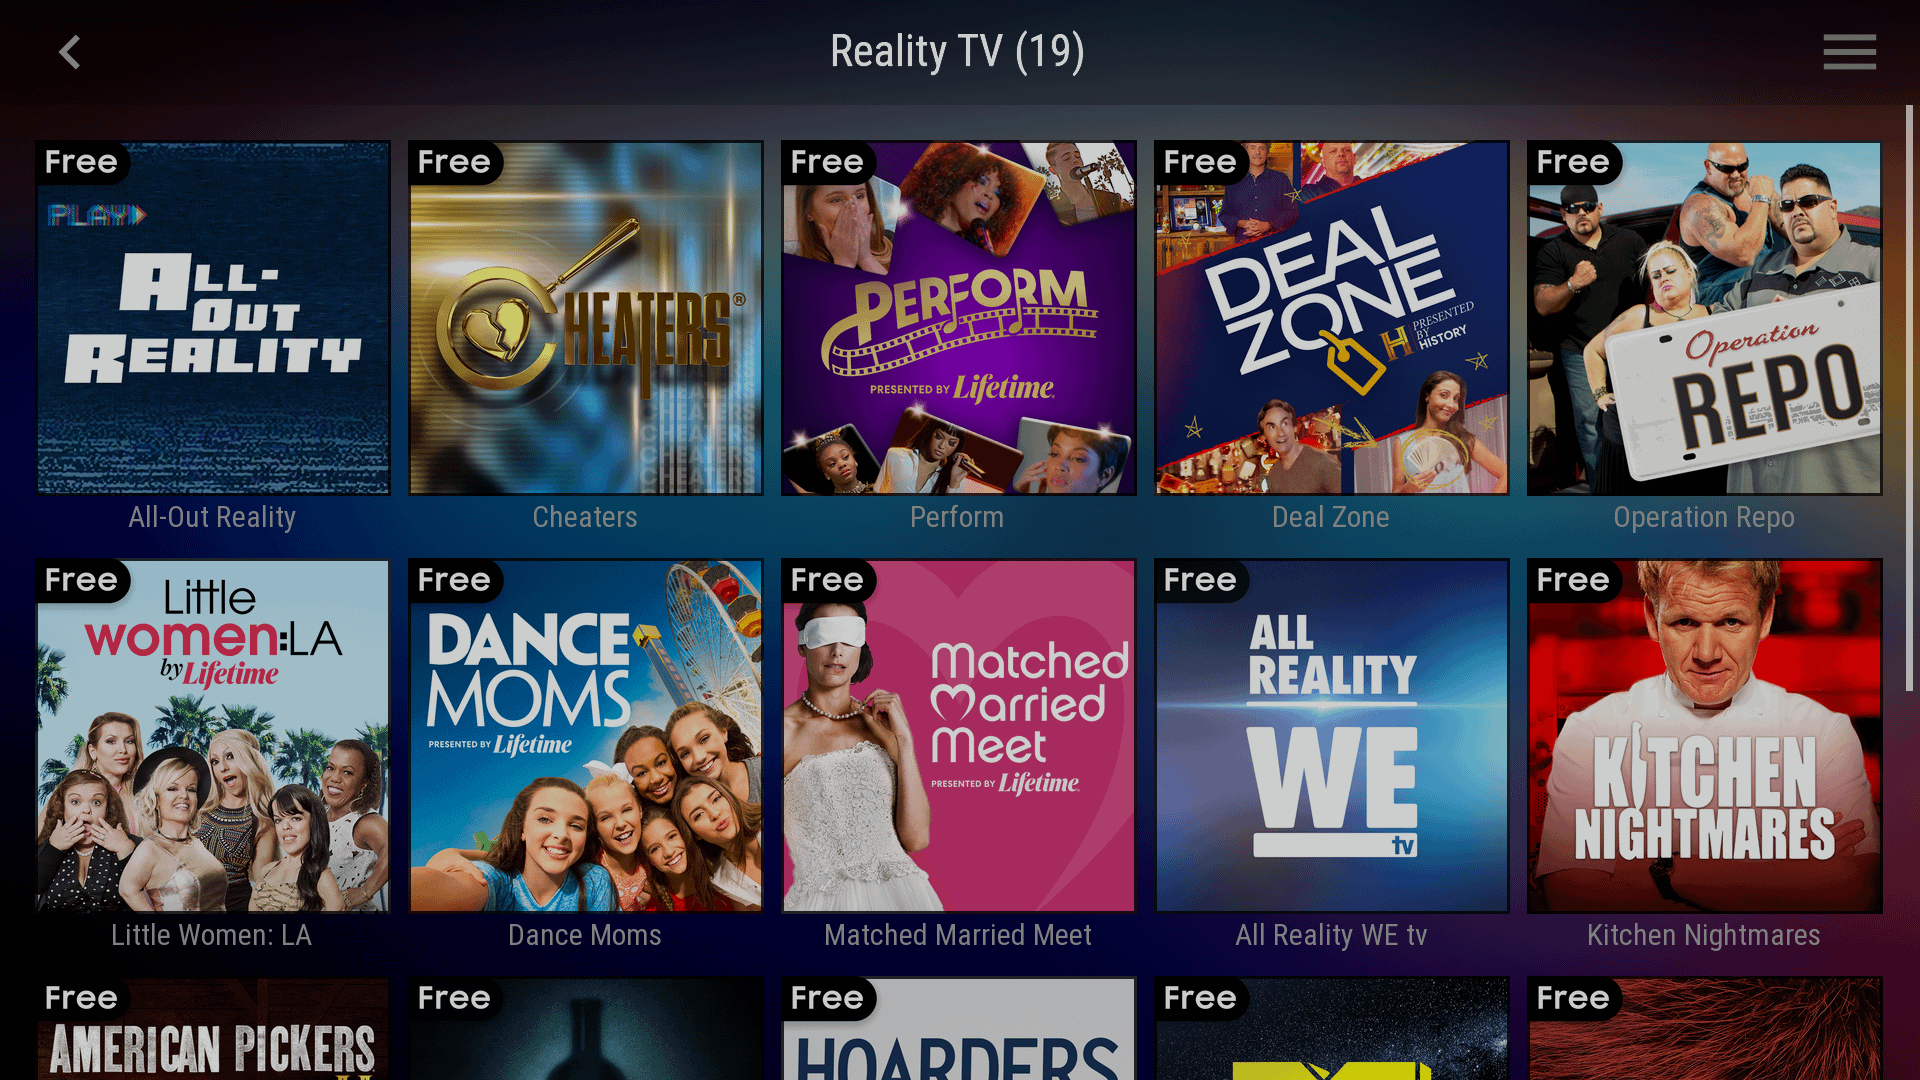 Reality TV (19)
Free
PLAY
ALL-
OUT
REALITY
All-Out Reality
Free
CHEATERS®
CHEATERS
CHEATERS
CHEATERS
CHEATERS
Cheaters
Free
PERFORM
PRESENTED BY Lifetime
Perform
Free
DEAL
ZONE
PRESENTED
BY
HISTORY
Deal Zone
Free
Operation
REPO
Operation Repo
Free
Little
women:LA
by Lifetime
Little Women: LA
Free
DANCE
MOMS
PRESENTED BY Lifetime
Dance Moms
Free
Matched
Married
Meet
PRESENTED BY Lifetime
Matched Married Meet
Free
ALL
REALITY
WE
tv
All Reality WE tv
Free
KITCHEN
NIGHTMARES
Kitchen Nightmares
Free
AMERICAN PICKERS
Free
Free
HOARDERS
Free
Free